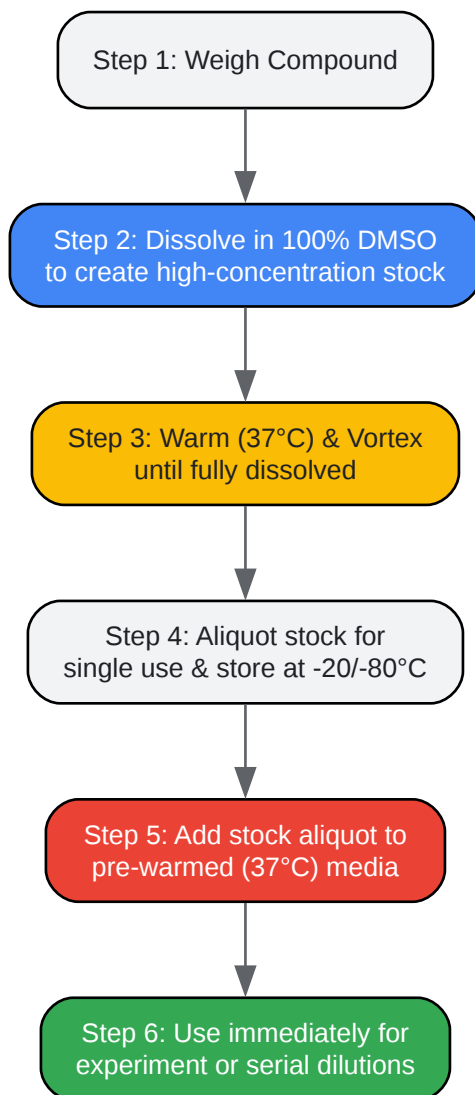 Step 1: Weigh Compound
Step 2: Dissolve in 100% DMSO
to create high-concentration stock
Step 3: Warm (37°C) & Vortex
until fully dissolved
Step 4: Aliquot stock for
single use & store at -20/-80°C
Step 5: Add stock aliquot to
pre-warmed (37°C) media
Step 6: Use immediately for
experiment or serial dilutions